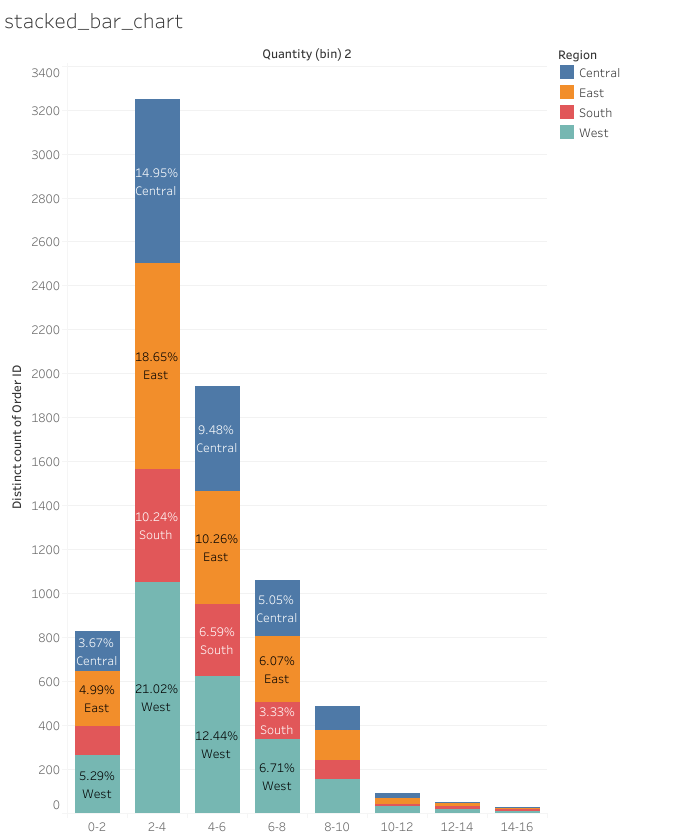 stacked_bar_chart
Quantity (bin) 2
Region
Central
East
South
West
Distinct count of Order ID
3400
3200
3000
2800
2600
2400
2200
2000
1800
1600
1400
1200
1000
800
600
400
200
0
3.67%
Central
4.99%
East
5.29%
West
14.95%
Central
18.65%
East
10.24%
South
21.02%
West
9.48%
Central
10.26%
East
6.59%
South
12.44%
West
5.05%
Central
6.07%
East
3.33%
South
6.71%
West
0-2
2-4
4-6
6-8
8-10
10-12
12-14
14-16